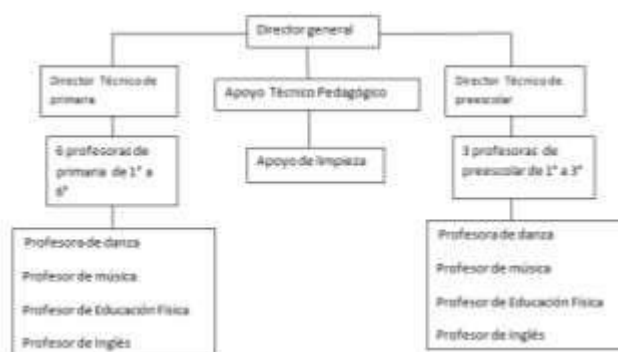 Director general
Director Técnico de
primaria
Apoyo Técnico Pedagógico
Director Técnico de
preescolar
6 profesoras de
primaria de 1° a
6°
Apoyo de limpieza
3 profesoras de
preescolar de 1° a 3°
Profesora de danza
Profesor de música
Profesor de Educación Física
Profesor de Inglés
Profesora de danza
Profesor de música
Profesor de Educación Física
Profesor de Inglés